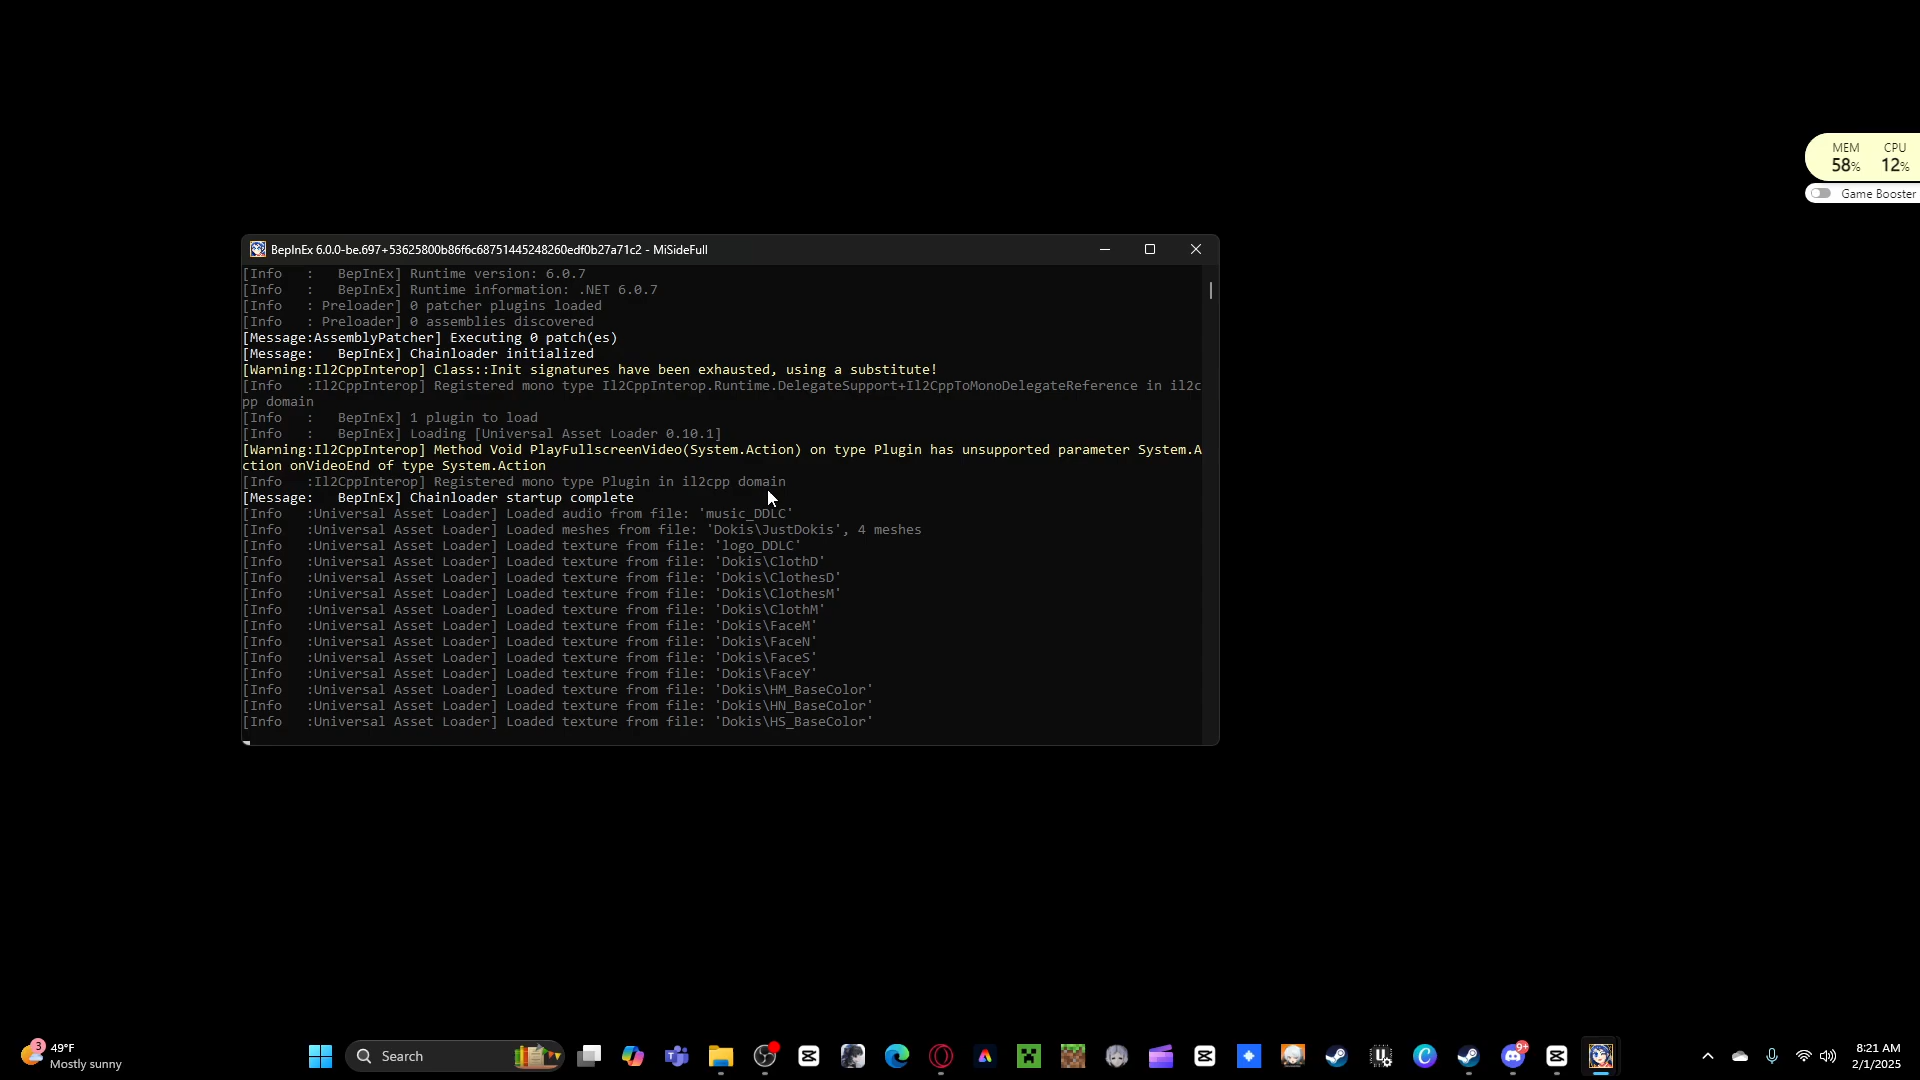 MEM CPU
58% 12%
Game Booster
BepInEx 6.0.0-be.697+53625800b86f6c68751445248260edf0b27a71c2 - MiSideFull
[Info   :   BepInEx] Runtime version: 6.0.7
[Info   :   BepInEx] Runtime information: .NET 6.0.7
[Info   : Preloader] 0 patcher plugins loaded
[Info   : Preloader] 0 assemblies discovered
[Message:AssemblyPatcher] Executing 0 patch(es)
[Message:   BepInEx] Chainloader initialized
[Warning:Il2CppInterop] Class::Init signatures have been exhausted, using a substitute!
[Info   :Il2CppInterop] Registered mono type Il2CppInterop.Runtime.DelegateSupport+Il2CppToMonoDelegateReference in il2c
pp domain
[Info   :   BepInEx] 1 plugin to load
[Info   :   BepInEx] Loading [Universal Asset Loader 0.10.1]
[Warning:Il2CppInterop] Method Void PlayFullscreenVideo(System.Action) on type Plugin has unsupported parameter System.A
ction onVideoEnd of type System.Action
[Info   :Il2CppInterop] Registered mono type Plugin in il2cpp domain
[Message:   BepInEx] Chainloader startup complete
[Info   :Universal Asset Loader] Loaded audio from file: 'music_DDLC'
[Info   :Universal Asset Loader] Loaded meshes from file: 'Dokis\JustDokis', 4 meshes
[Info   :Universal Asset Loader] Loaded texture from file: 'logo_DDLC'
[Info   :Universal Asset Loader] Loaded texture from file: 'Dokis\ClothD'
[Info   :Universal Asset Loader] Loaded texture from file: 'Dokis\ClothesD'
[Info   :Universal Asset Loader] Loaded texture from file: 'Dokis\ClothesM'
[Info   :Universal Asset Loader] Loaded texture from file: 'Dokis\ClothM'
[Info   :Universal Asset Loader] Loaded texture from file: 'Dokis\FaceM'
[Info   :Universal Asset Loader] Loaded texture from file: 'Dokis\FaceN'
[Info   :Universal Asset Loader] Loaded texture from file: 'Dokis\FaceS'
[Info   :Universal Asset Loader] Loaded texture from file: 'Dokis\FaceY'
[Info   :Universal Asset Loader] Loaded texture from file: 'Dokis\HM_BaseColor'
[Info   :Universal Asset Loader] Loaded texture from file: 'Dokis\HN_BaseColor'
[Info   :Universal Asset Loader] Loaded texture from file: 'Dokis\HS_BaseColor'
3
49°F
Mostly sunny
Search
9+
8:21 AM
2/1/2025